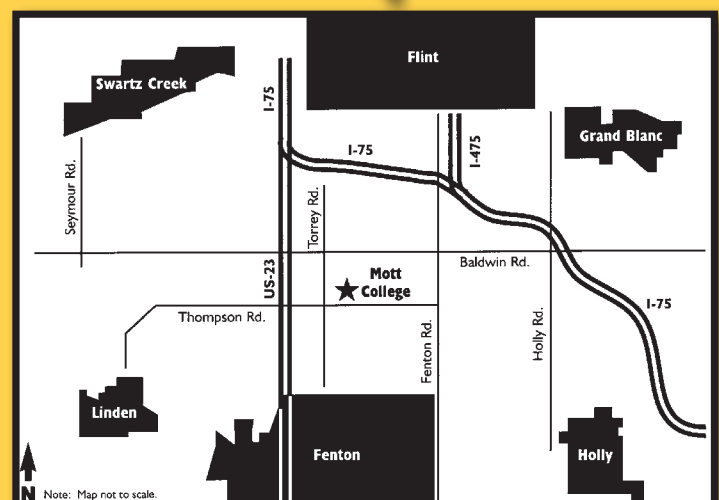 Flint
Swartz Creek
I-75
I-75
I-475
Grand Blanc
Seymour Rd.
Torrey Rd.
Baldwin Rd.
US-23
Mott
College
I-75
Thompson Rd.
Fenton Rd.
Holly Rd.
Linden
Fenton
Holly
N Note: Map not to scale.